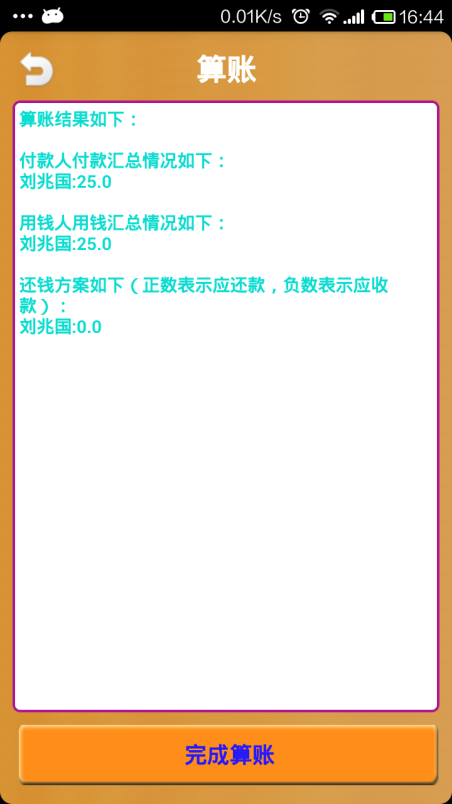 0.01K/s 16:44
算账
算账结果如下：
付款人付款汇总情况如下：
刘兆国:25.0
用钱人用钱汇总情况如下：
刘兆国:25.0
还钱方案如下（正数表示应还款，负数表示应收
款）：
刘兆国:0.0
完成算账